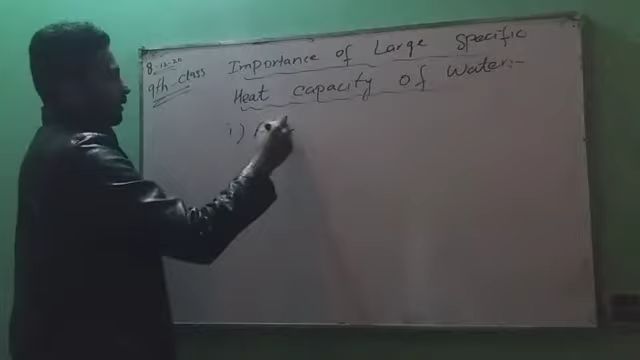 8-12-20
9th-class
Importance of Large Specific
Heat capacity of Water:-
i)